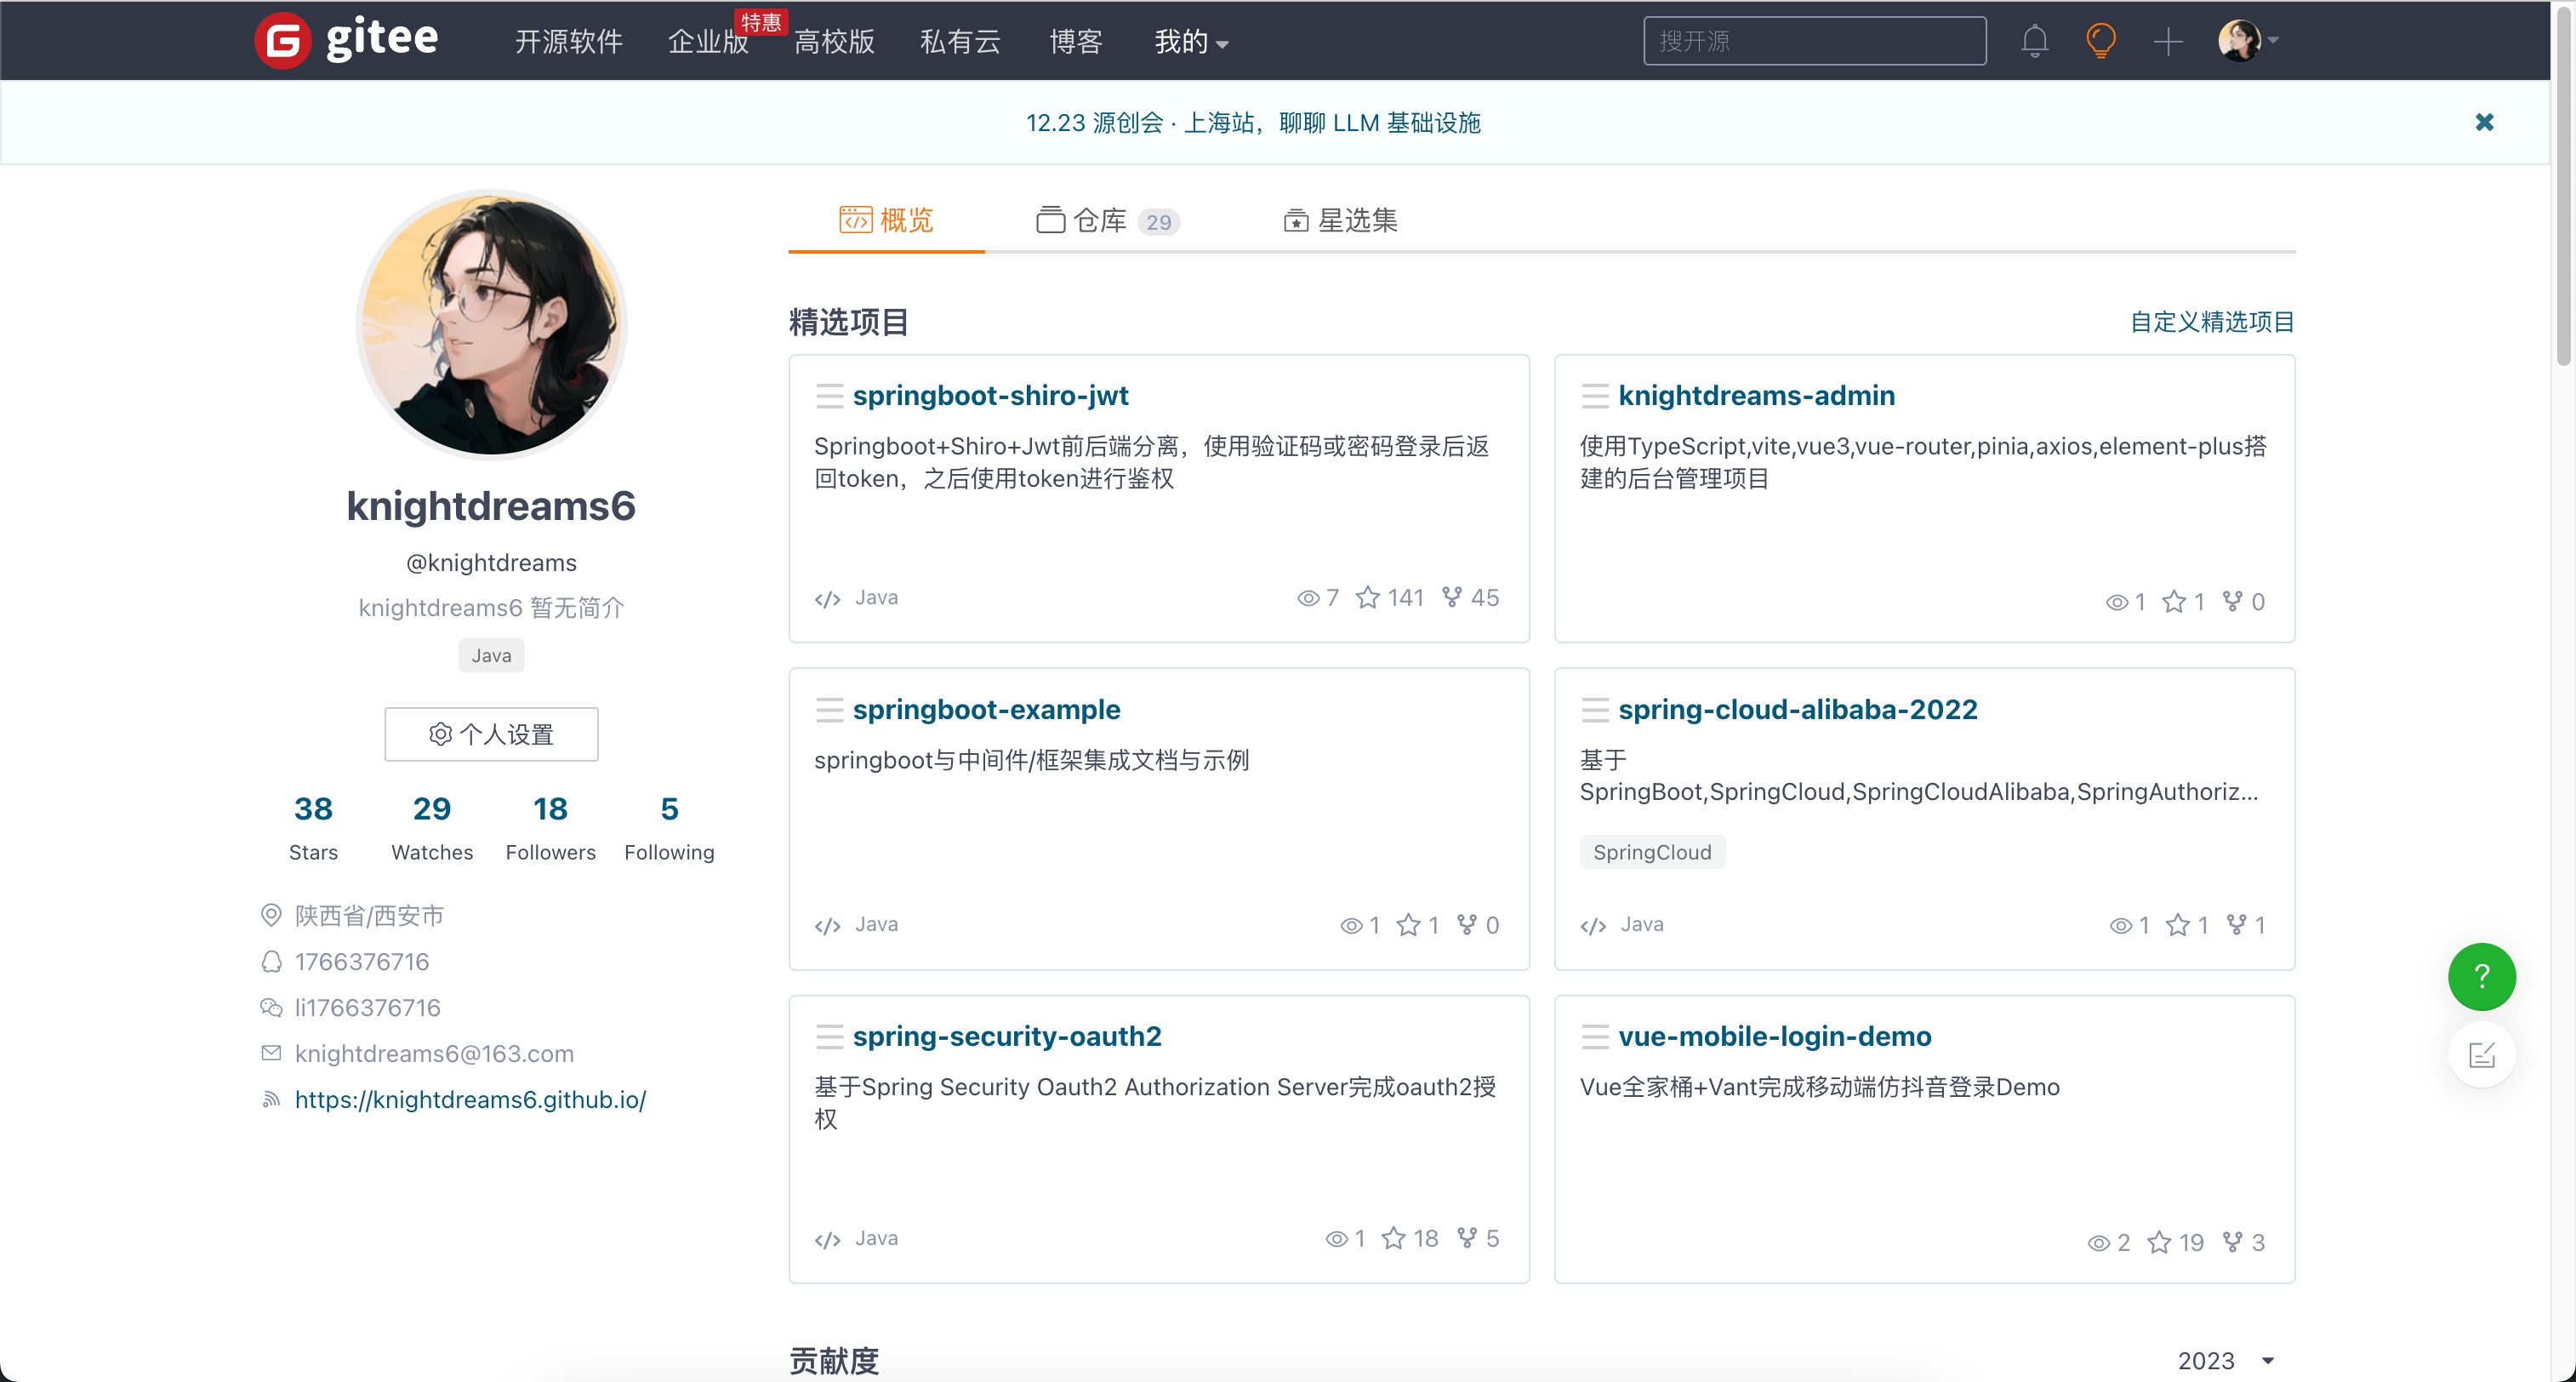 gitee
开源软件 企业版 特惠 高校版 私有云 博客 我的
搜开源
12.23 源创会 · 上海站，聊聊 LLM 基础设施
knightdreams6
@knightdreams
knightdreams6 暂无简介
Java
个人设置
38 29 18 5
Stars Watches Followers Following
陕西省/西安市
1766376716
li1766376716
knightdreams6@163.com
https://knightdreams6.github.io/
概览 仓库 29 星选集
精选项目 自定义精选项目
springboot-shiro-jwt
Springboot+Shiro+Jwt前后端分离，使用验证码或密码登录后返
回token，之后使用token进行鉴权
Java 7 141 45
knightdreams-admin
使用TypeScript,vite,vue3,vue-router,pinia,axios,element-plus搭
建的后台管理项目
1 1 0
springboot-example
springboot与中间件/框架集成文档与示例
Java 1 1 0
spring-cloud-alibaba-2022
基于
SpringBoot,SpringCloud,SpringCloudAlibaba,SpringAuthoriz...
SpringCloud
Java 1 1 1
spring-security-oauth2
基于Spring Security Oauth2 Authorization Server完成oauth2授
权
Java 1 18 5
vue-mobile-login-demo
Vue全家桶+Vant完成移动端仿抖音登录Demo
2 19 3
?
贡献度 2023